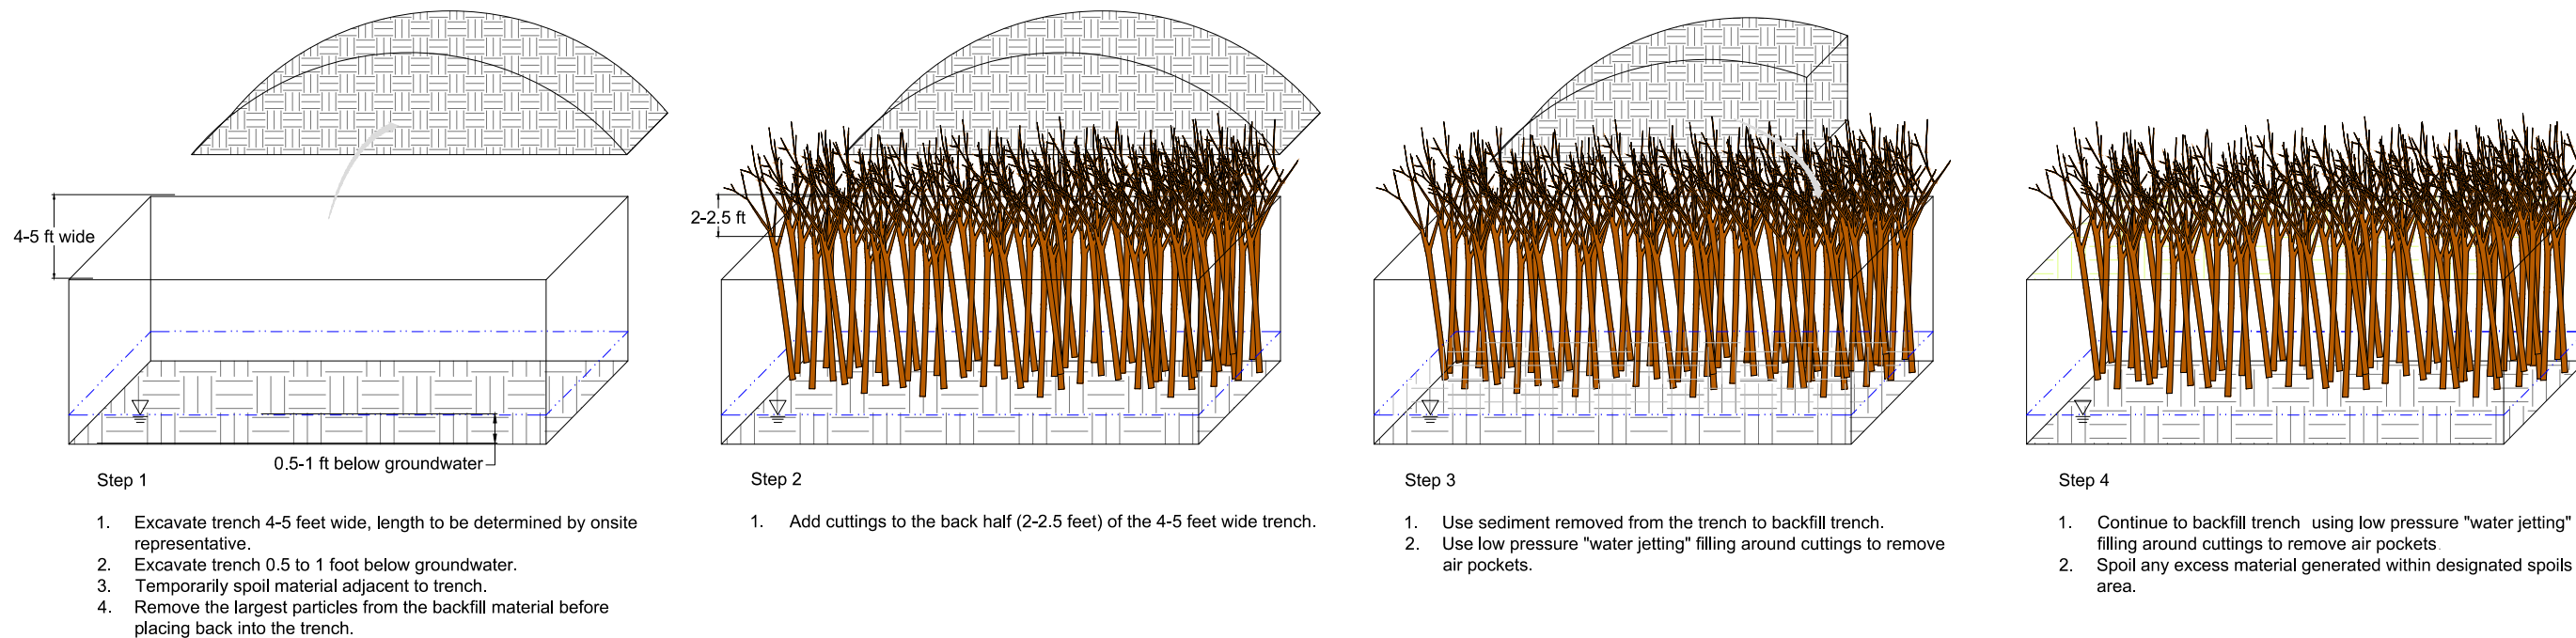 4-5 ft wide
0.5-1 ft below groundwater
Step 1
1. Excavate trench 4-5 feet wide, length to be determined by onsite
representative.
2. Excavate trench 0.5 to 1 foot below groundwater.
3. Temporarily spoil material adjacent to trench.
4. Remove the largest particles from the backfill material before
placing back into the trench.
2-2.5 ft
Step 2
1. Add cuttings to the back half (2-2.5 feet) of the 4-5 feet wide trench.
Step 3
1. Use sediment removed from the trench to backfill trench.
2. Use low pressure "water jetting" filling around cuttings to remove
air pockets.
Step 4
1. Continue to backfill trench using low pressure "water jetting"
filling around cuttings to remove air pockets.
2. Spoil any excess material generated within designated spoils
area.